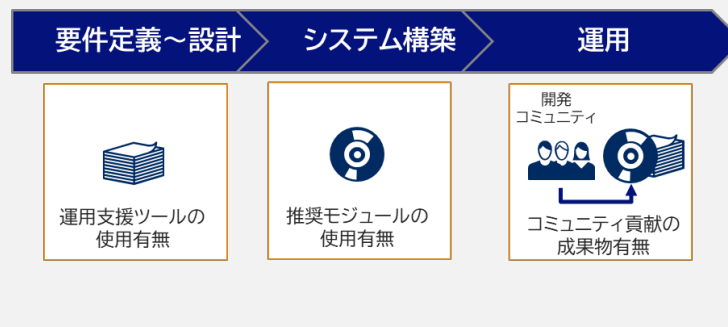 要件定義～設計
システム構築
運用
運用支援ツールの
使用有無
推奨モジュールの
使用有無
開発
コミュニティ
コミュニティ貢献の
成果物有無